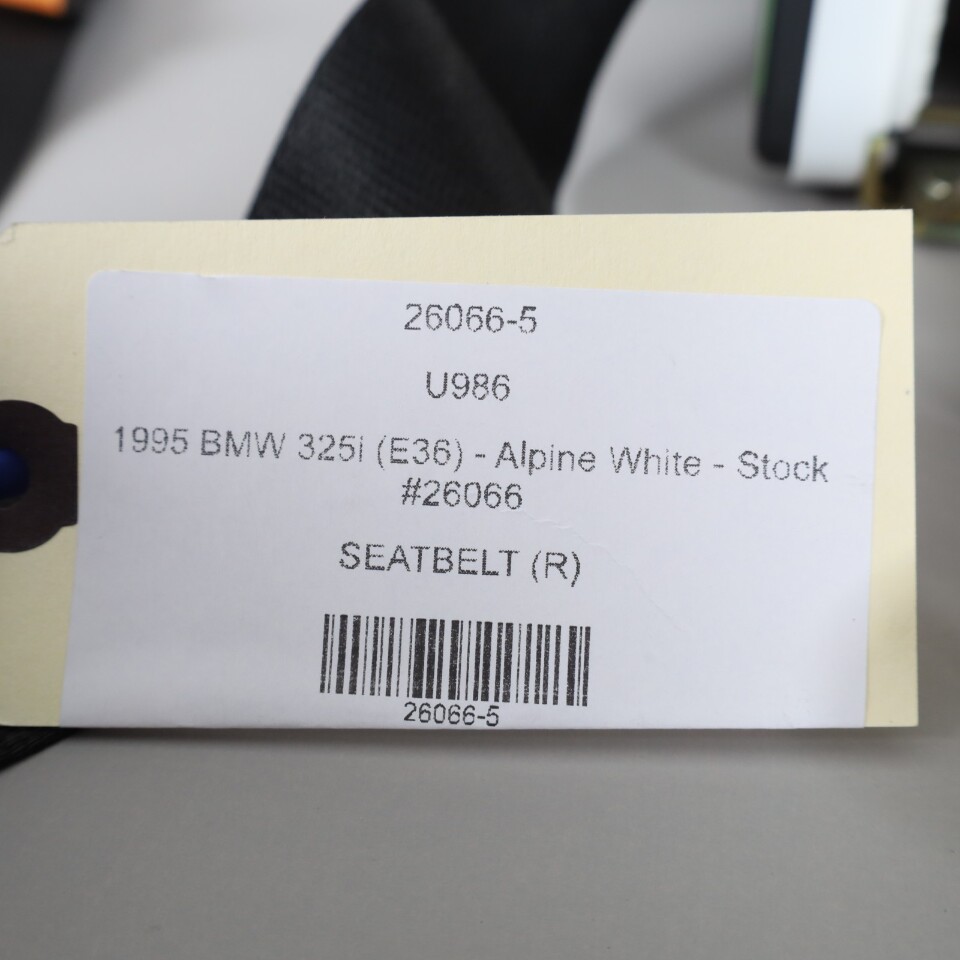 26066-5
U986
1995 BMW 325i (E36) - Alpine White - Stock
#26066
SEATBELT (R)
26066-5